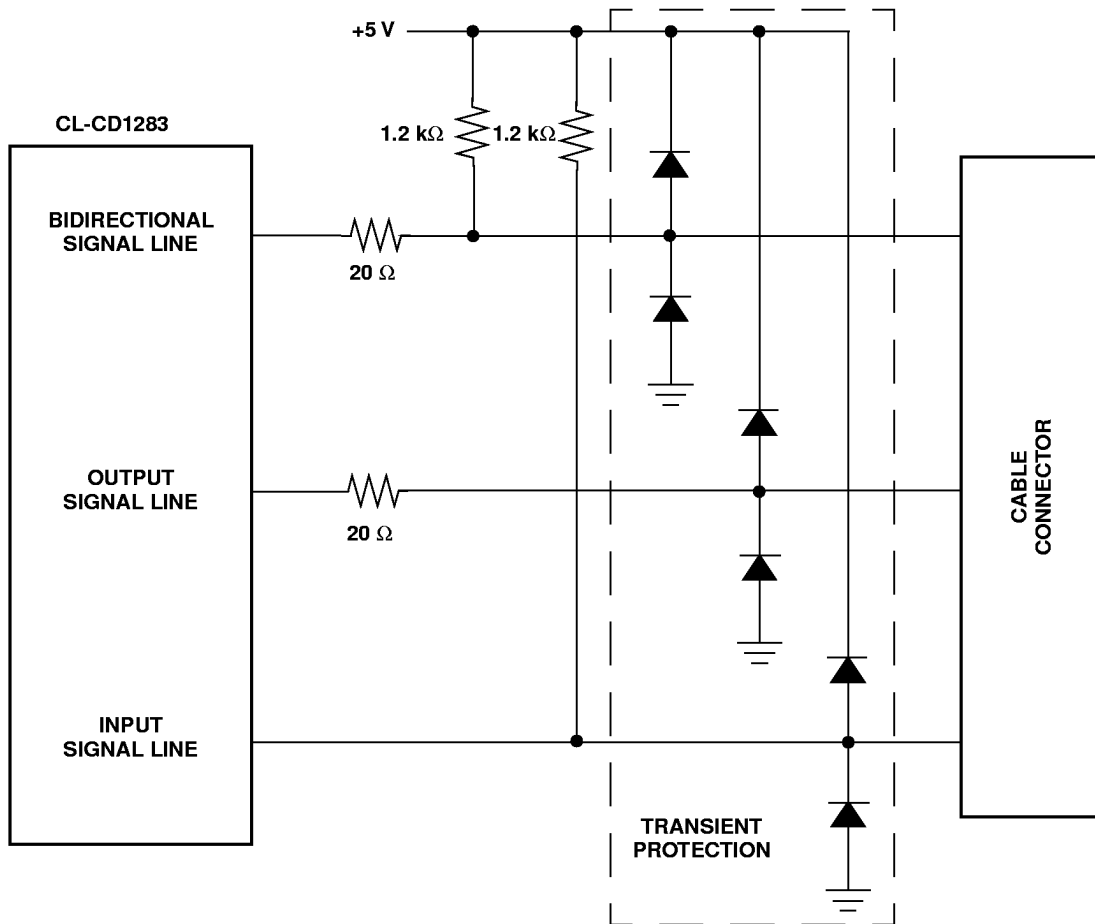 +5 V
CL-CD1283
1.2 kΩ
1.2 kΩ
BIDIRECTIONAL
SIGNAL LINE
20 Ω
OUTPUT
SIGNAL LINE
20 Ω
CABLE
CONNECTOR
INPUT
SIGNAL LINE
TRANSIENT
PROTECTION